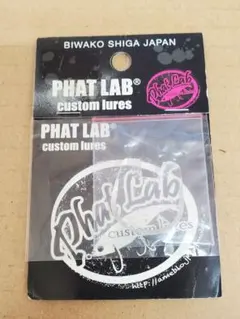 BIWAKO SHIGA JAPAN
PHAT LAB®
custom lures
Phat Lab
PHAT LAB®
custom lures
Phat Lab
Custom lures